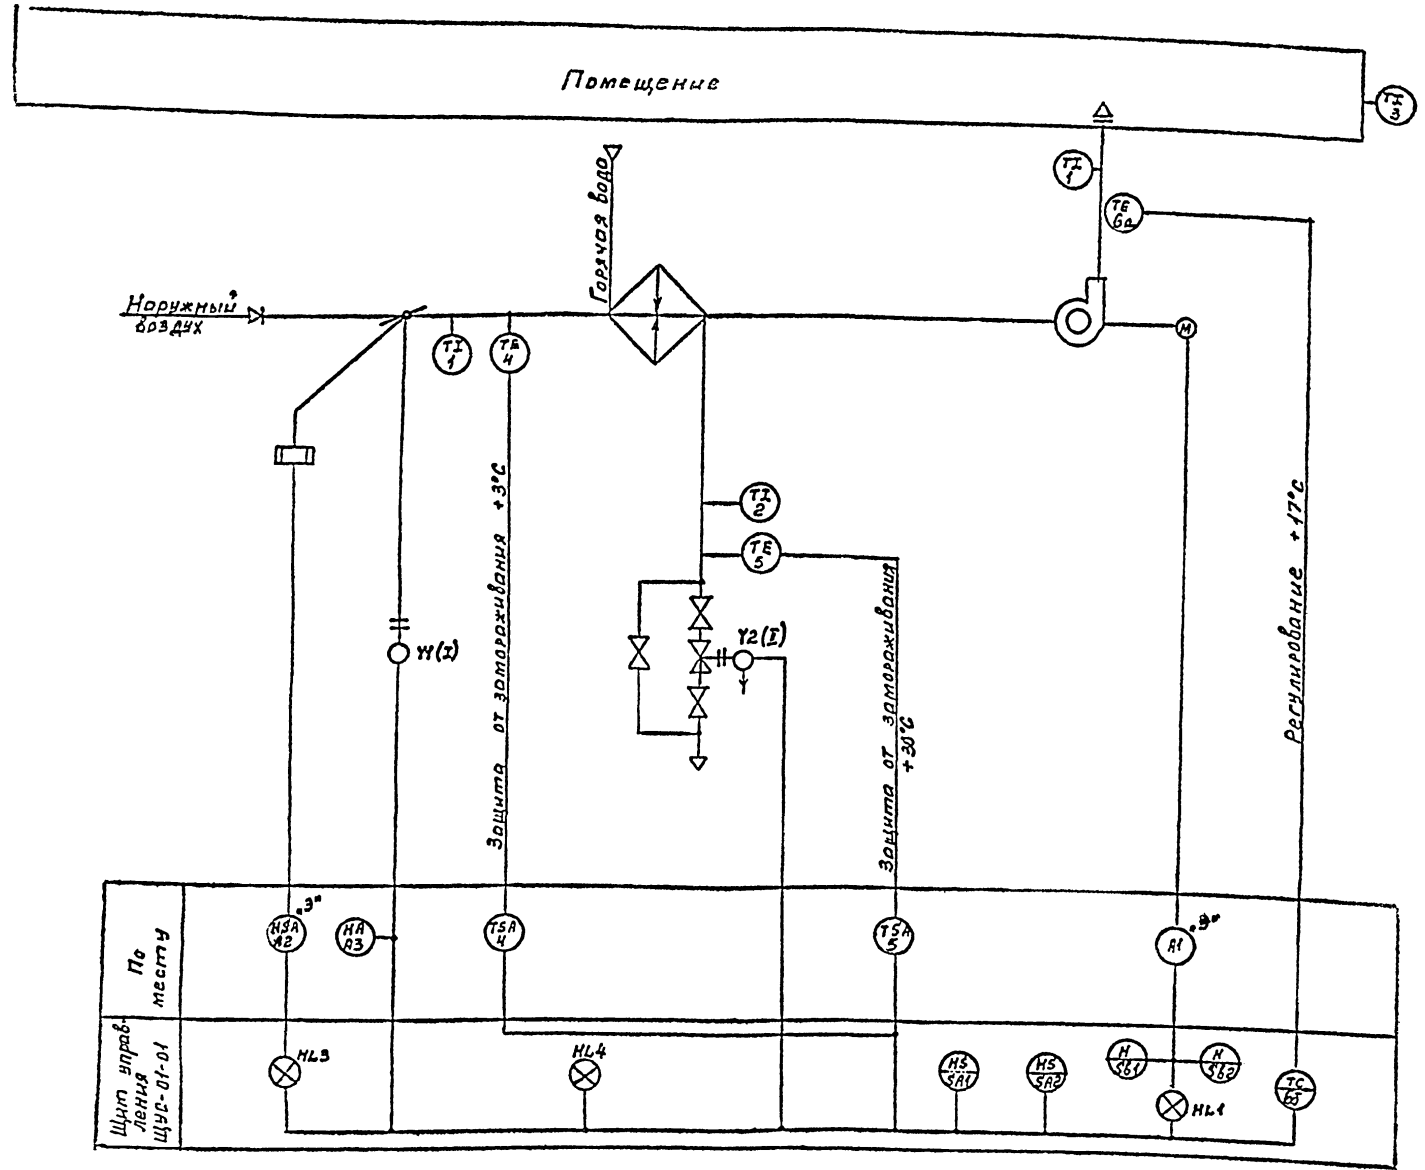 Помещение
TI
3
TI
1
TE
6а
Горячая вода
Наружный
воздух
TI
1
TE
4
M
TI
2
TE
5
Защита от замораживания +3°С
Y1(I)
Y2(I)
Защита от замораживания
+30°С
Регулирование +17°С
По
месту
HSA
A2
"Э"
HA
A3
TSA
4
TSA
5
A1
"Э"
Щит управ-
ления
ЩУС-01-01
HL3
HL4
HS
SA1
HS
SA2
H
SB1
H
SB2
HL1
TC
6б